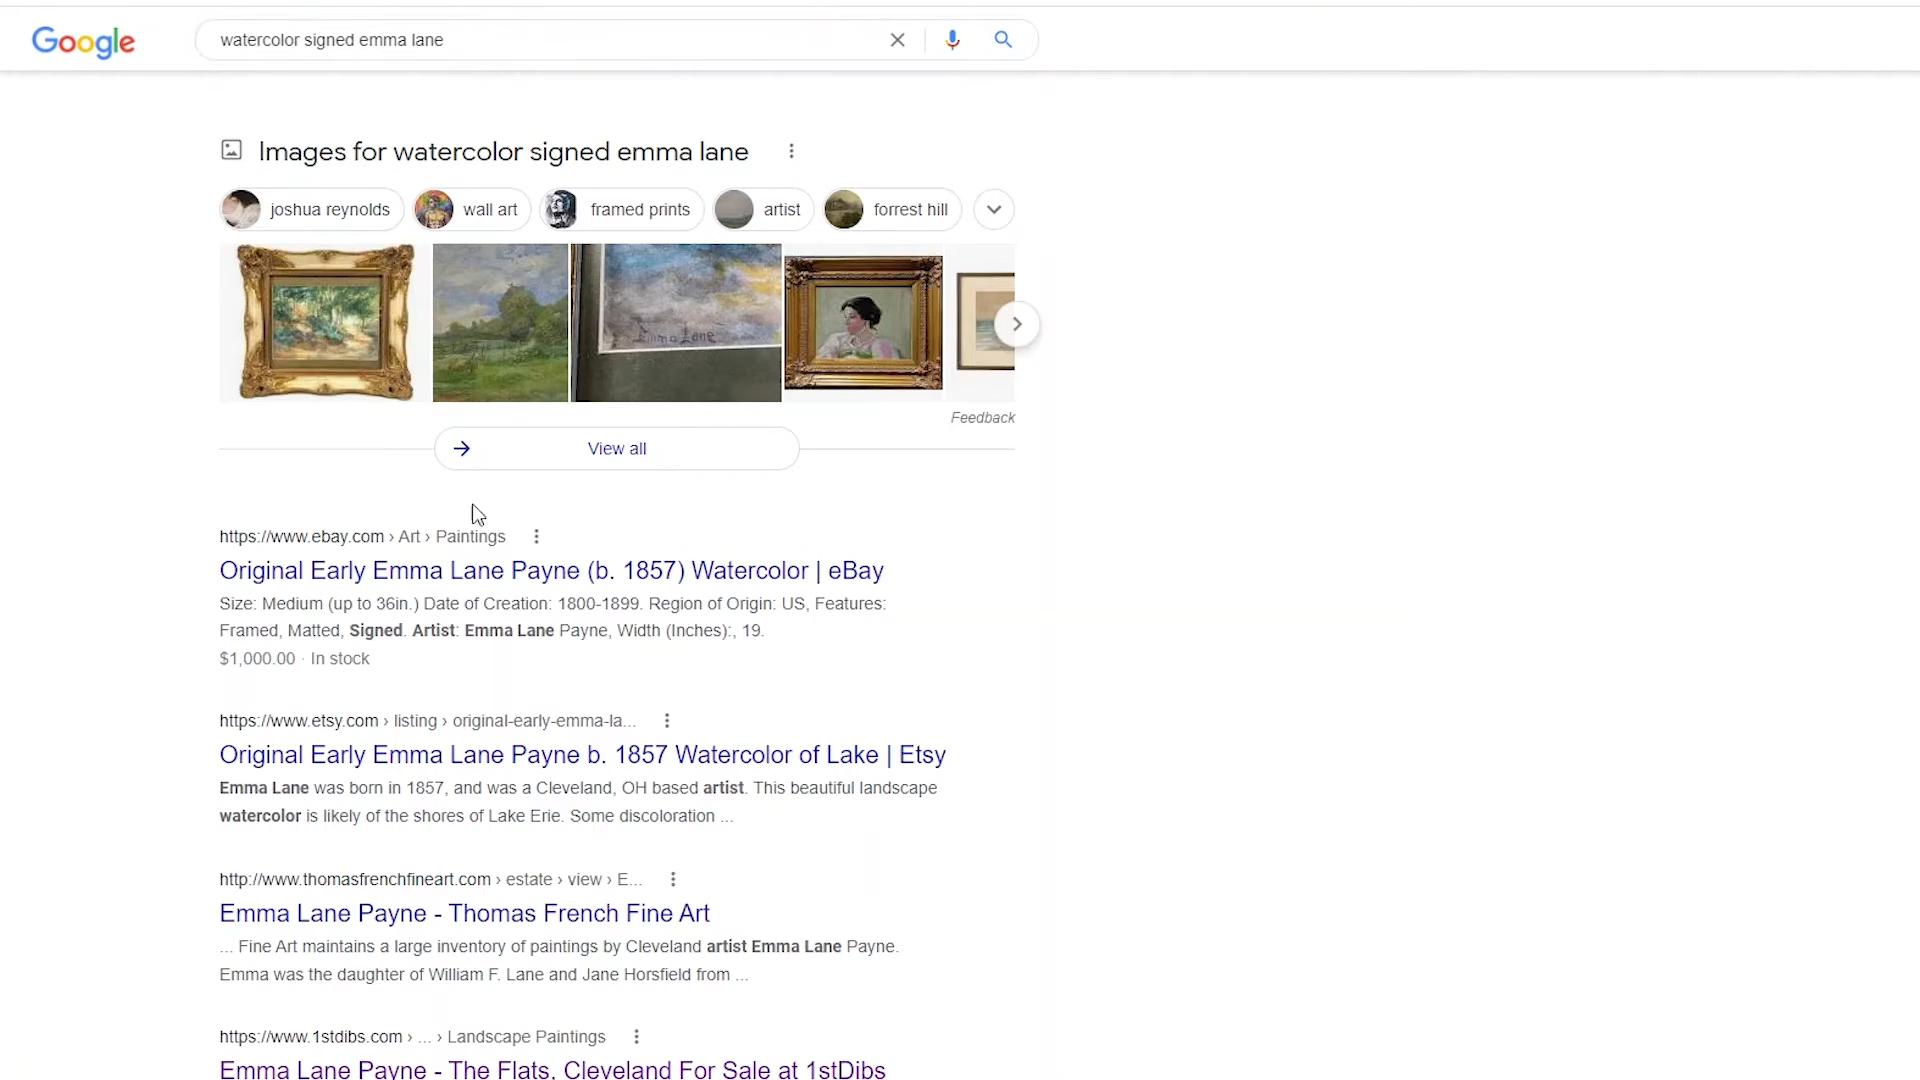 Google
watercolor signed emma lane
Images for watercolor signed emma lane
joshua reynolds
wall art
framed prints
artist
forrest hill
Emma Lane
Feedback
View all
https://www.ebay.com › Art › Paintings
Original Early Emma Lane Payne (b. 1857) Watercolor | eBay
Size: Medium (up to 36in.) Date of Creation: 1800-1899. Region of Origin: US, Features:
Framed, Matted, Signed. Artist: Emma Lane Payne, Width (Inches):, 19.
$1,000.00 · In stock
https://www.etsy.com › listing › original-early-emma-la...
Original Early Emma Lane Payne b. 1857 Watercolor of Lake | Etsy
Emma Lane was born in 1857, and was a Cleveland, OH based artist. This beautiful landscape
watercolor is likely of the shores of Lake Erie. Some discoloration ...
http://www.thomasfrenchfineart.com › estate › view › E...
Emma Lane Payne - Thomas French Fine Art
... Fine Art maintains a large inventory of paintings by Cleveland artist Emma Lane Payne.
Emma was the daughter of William F. Lane and Jane Horsfield from ...
https://www.1stdibs.com › ... › Landscape Paintings
Emma Lane Payne - The Flats, Cleveland For Sale at 1stDibs